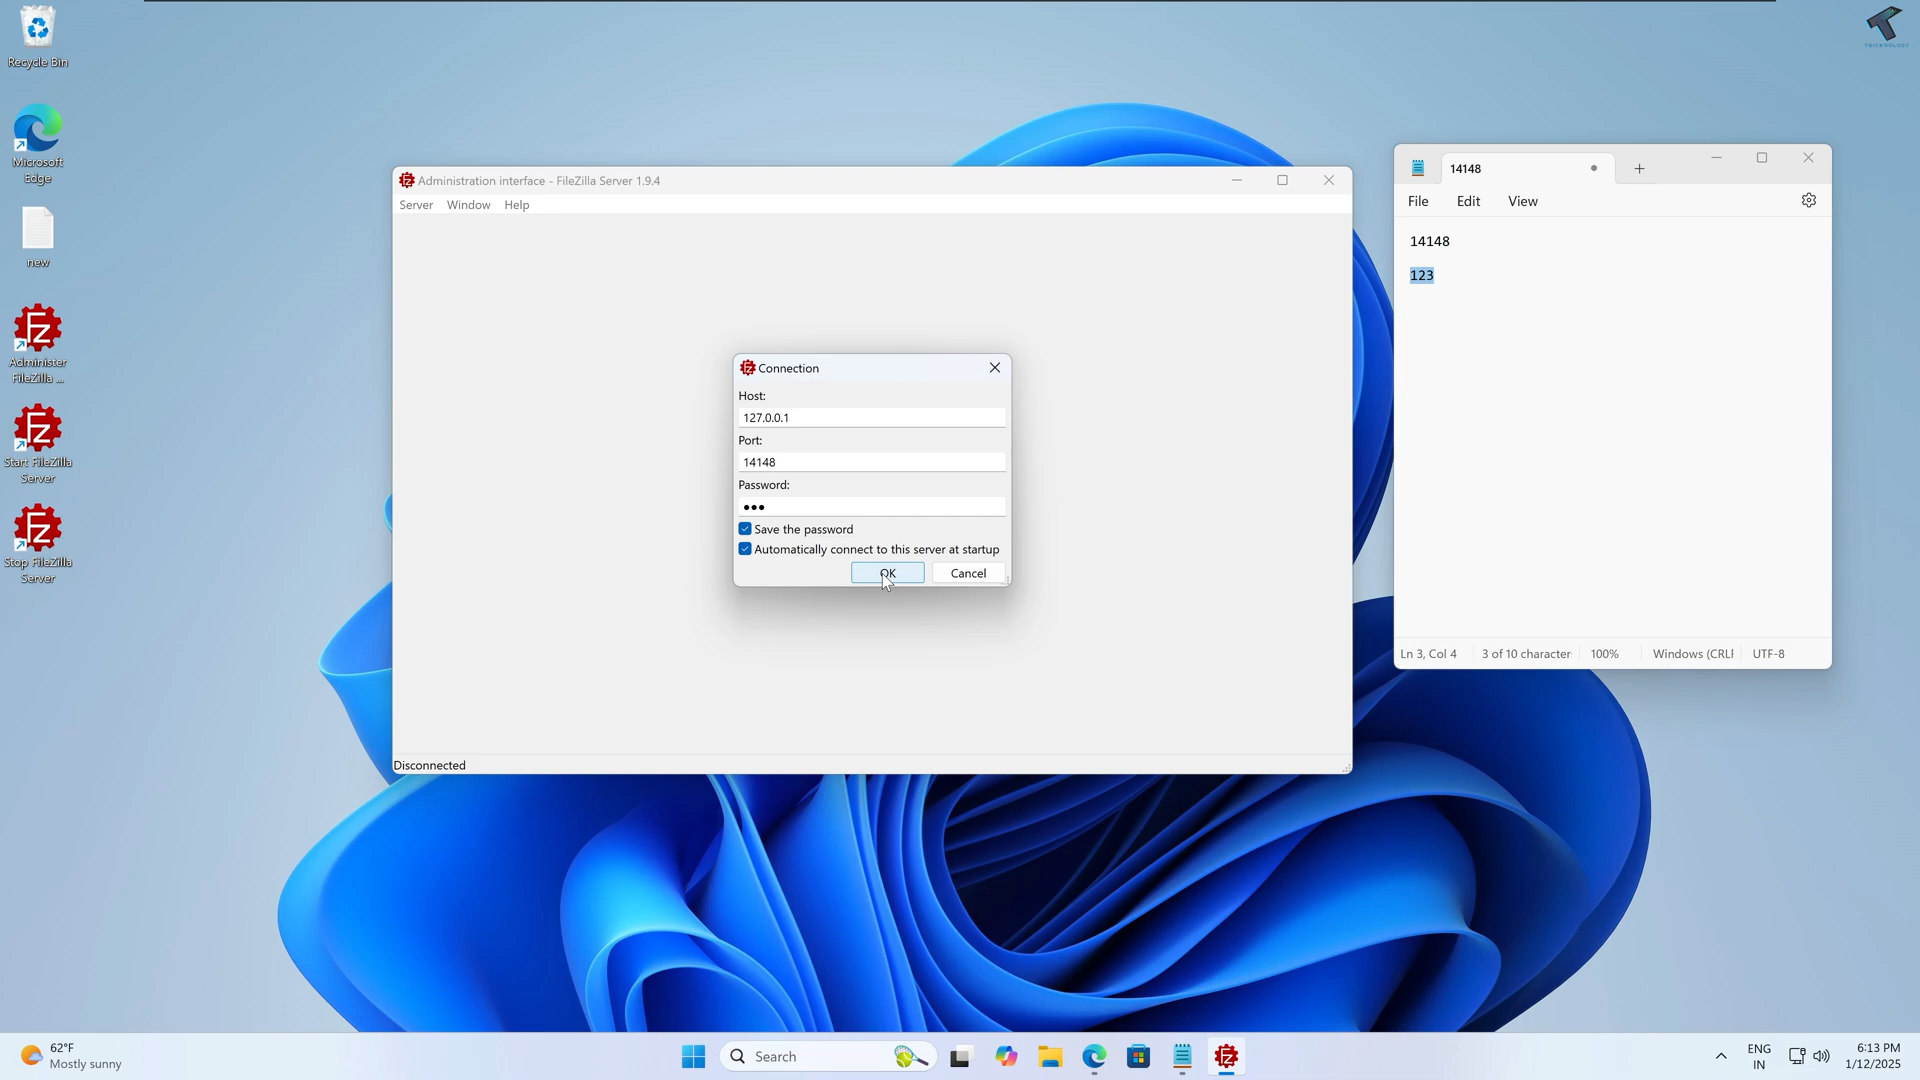 Recycle Bin
Microsoft
Edge
new
Administer
FileZilla ...
Start FileZilla
Server
Stop FileZilla
Server
TRICKNOLOGY
Administration interface - FileZilla Server 1.9.4
Server Window Help
Connection
Host:
127.0.0.1
Port:
14148
Password:
●●●
Save the password
Automatically connect to this server at startup
OK Cancel
Disconnected
14148
File Edit View
14148
123
Ln 3, Col 4 3 of 10 character 100% Windows (CRLF UTF-8
62°F
Mostly sunny
Search
ENG
IN
6:13 PM
1/12/2025